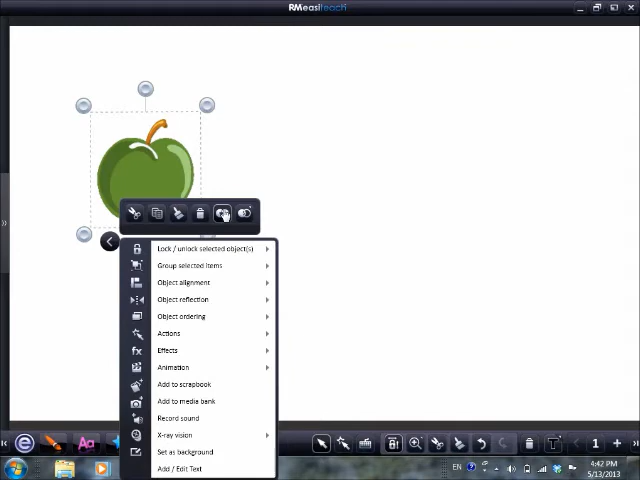 RMeasiteach
Lock / unlock selected object(s)
Group selected items
Object alignment
Object reflection
Object ordering
Actions
fx Effects
Animation
Add to scrapbook
Add to media bank
Record sound
X-ray vision
Set as background
Add / Edit Text
e Aa T 1
EN 4:42 PM
5/13/2013